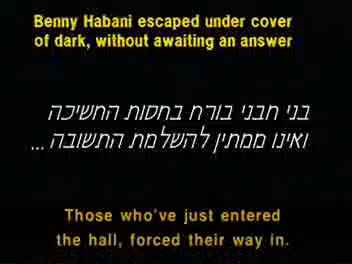 Benny Habani escaped under cover
of dark, without awaiting an answer
בני חבני בורח בחסות החשיכה
ואינו ממתין להשלמת התשובה ...
Those who've just entered
the hall, forced their way in.